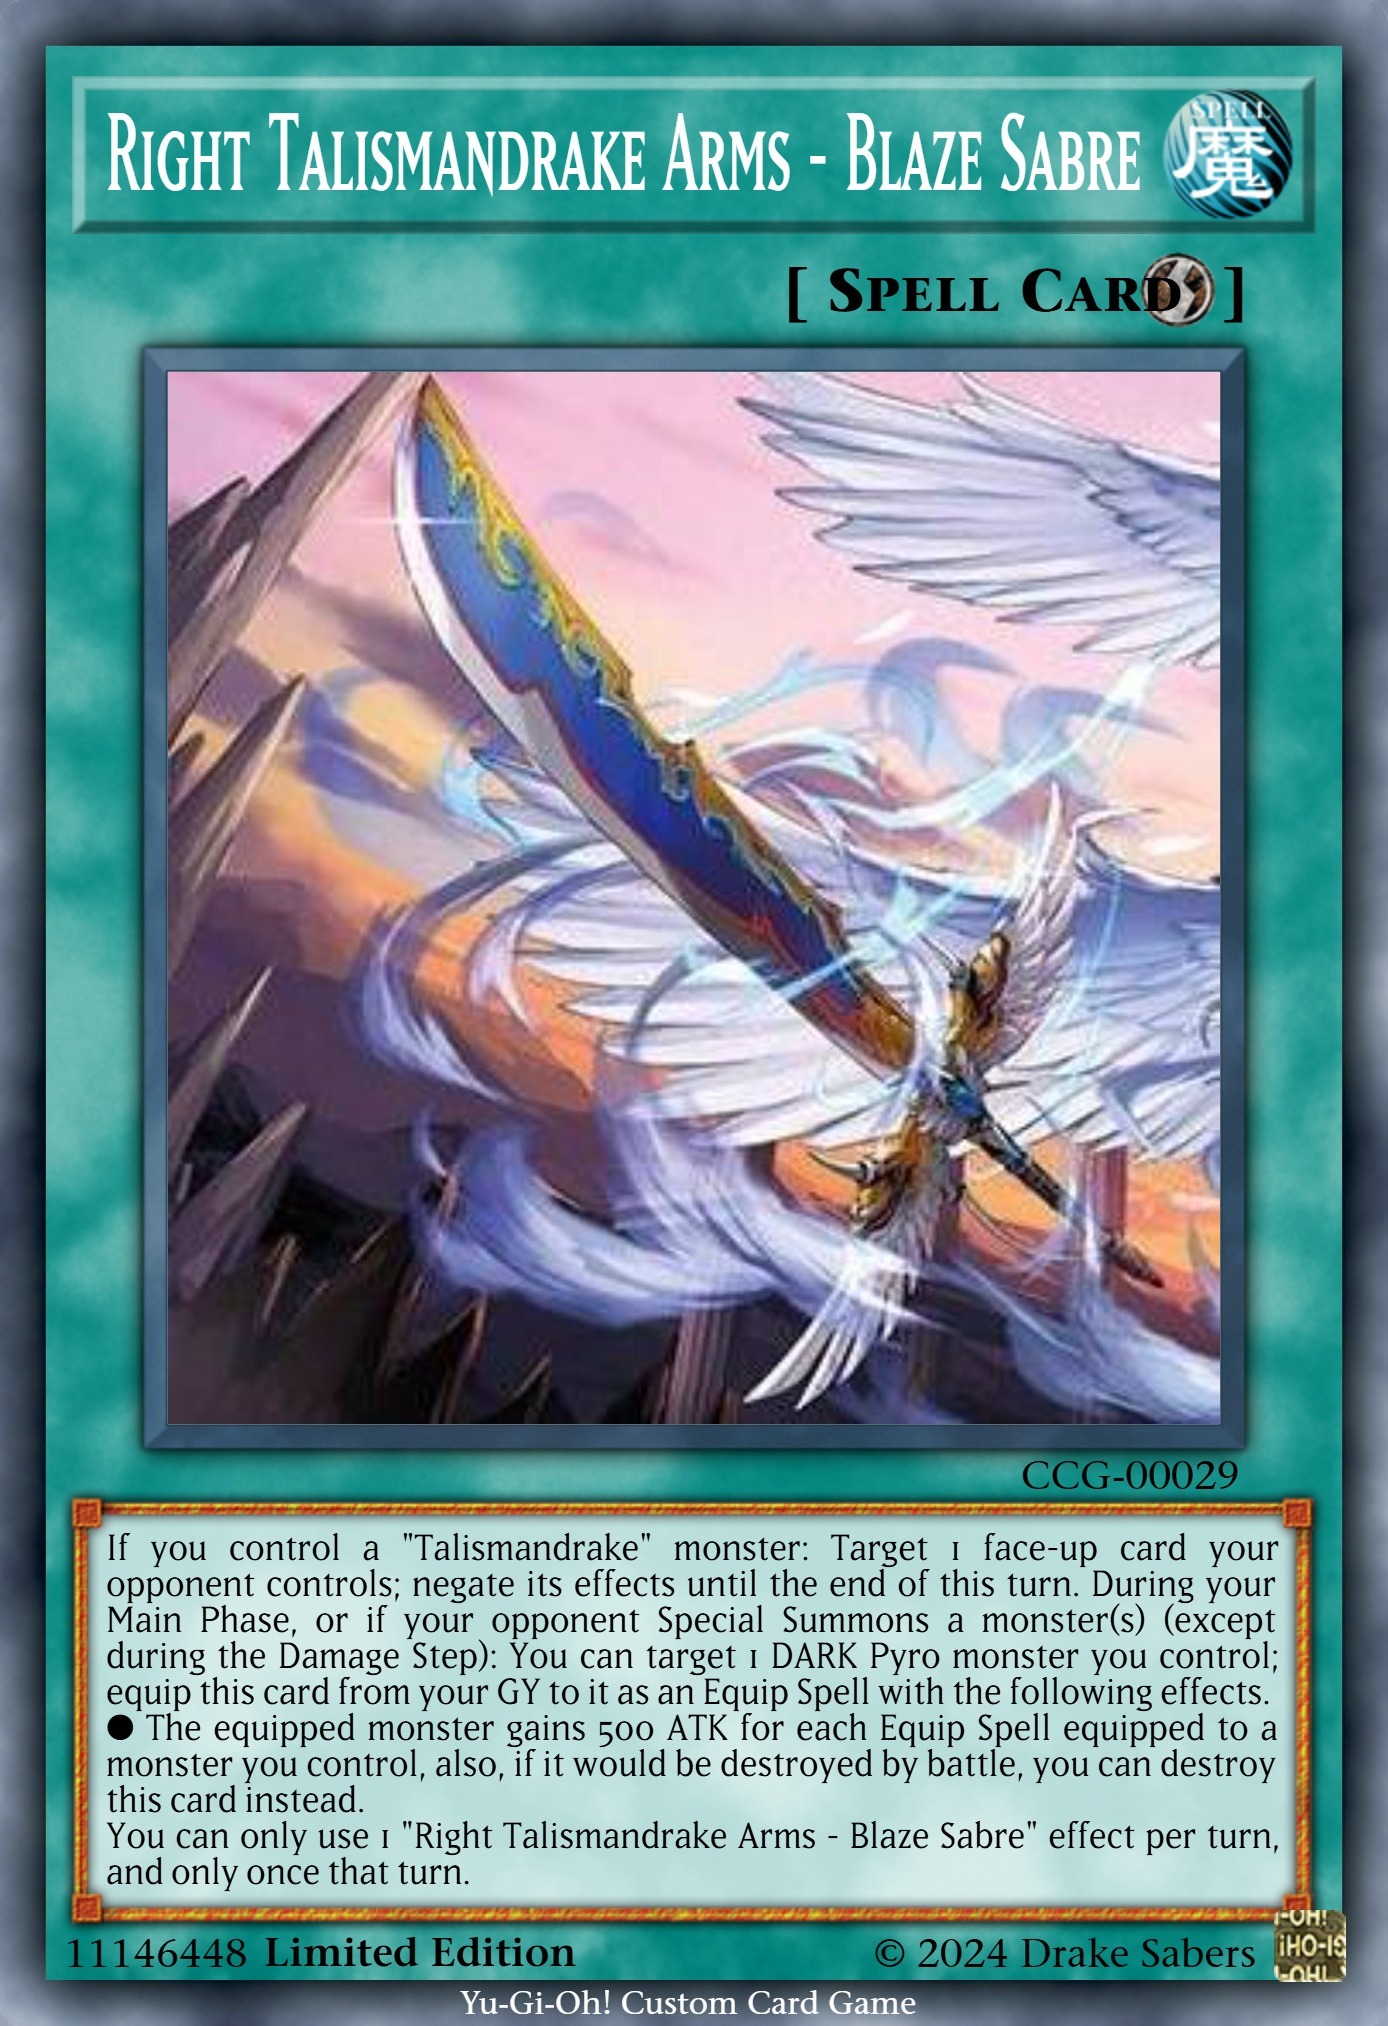 Right Talismandrake Arms - Blaze Sabre
SPELL
魔
[ Spell Card ]
CCG-00029
If you control a "Talismandrake" monster: Target 1 face-up card your
opponent controls; negate its effects until the end of this turn. During your
Main Phase, or if your opponent Special Summons a monster(s) (except
during the Damage Step): You can target 1 DARK Pyro monster you control;
equip this card from your GY to it as an Equip Spell with the following effects.
● The equipped monster gains 500 ATK for each Equip Spell equipped to a
monster you control, also, if it would be destroyed by battle, you can destroy
this card instead.
You can only use 1 "Right Talismandrake Arms - Blaze Sabre" effect per turn,
and only once that turn.
11146448 Limited Edition
© 2024 Drake Sabers
Yu-Gi-Oh! Custom Card Game